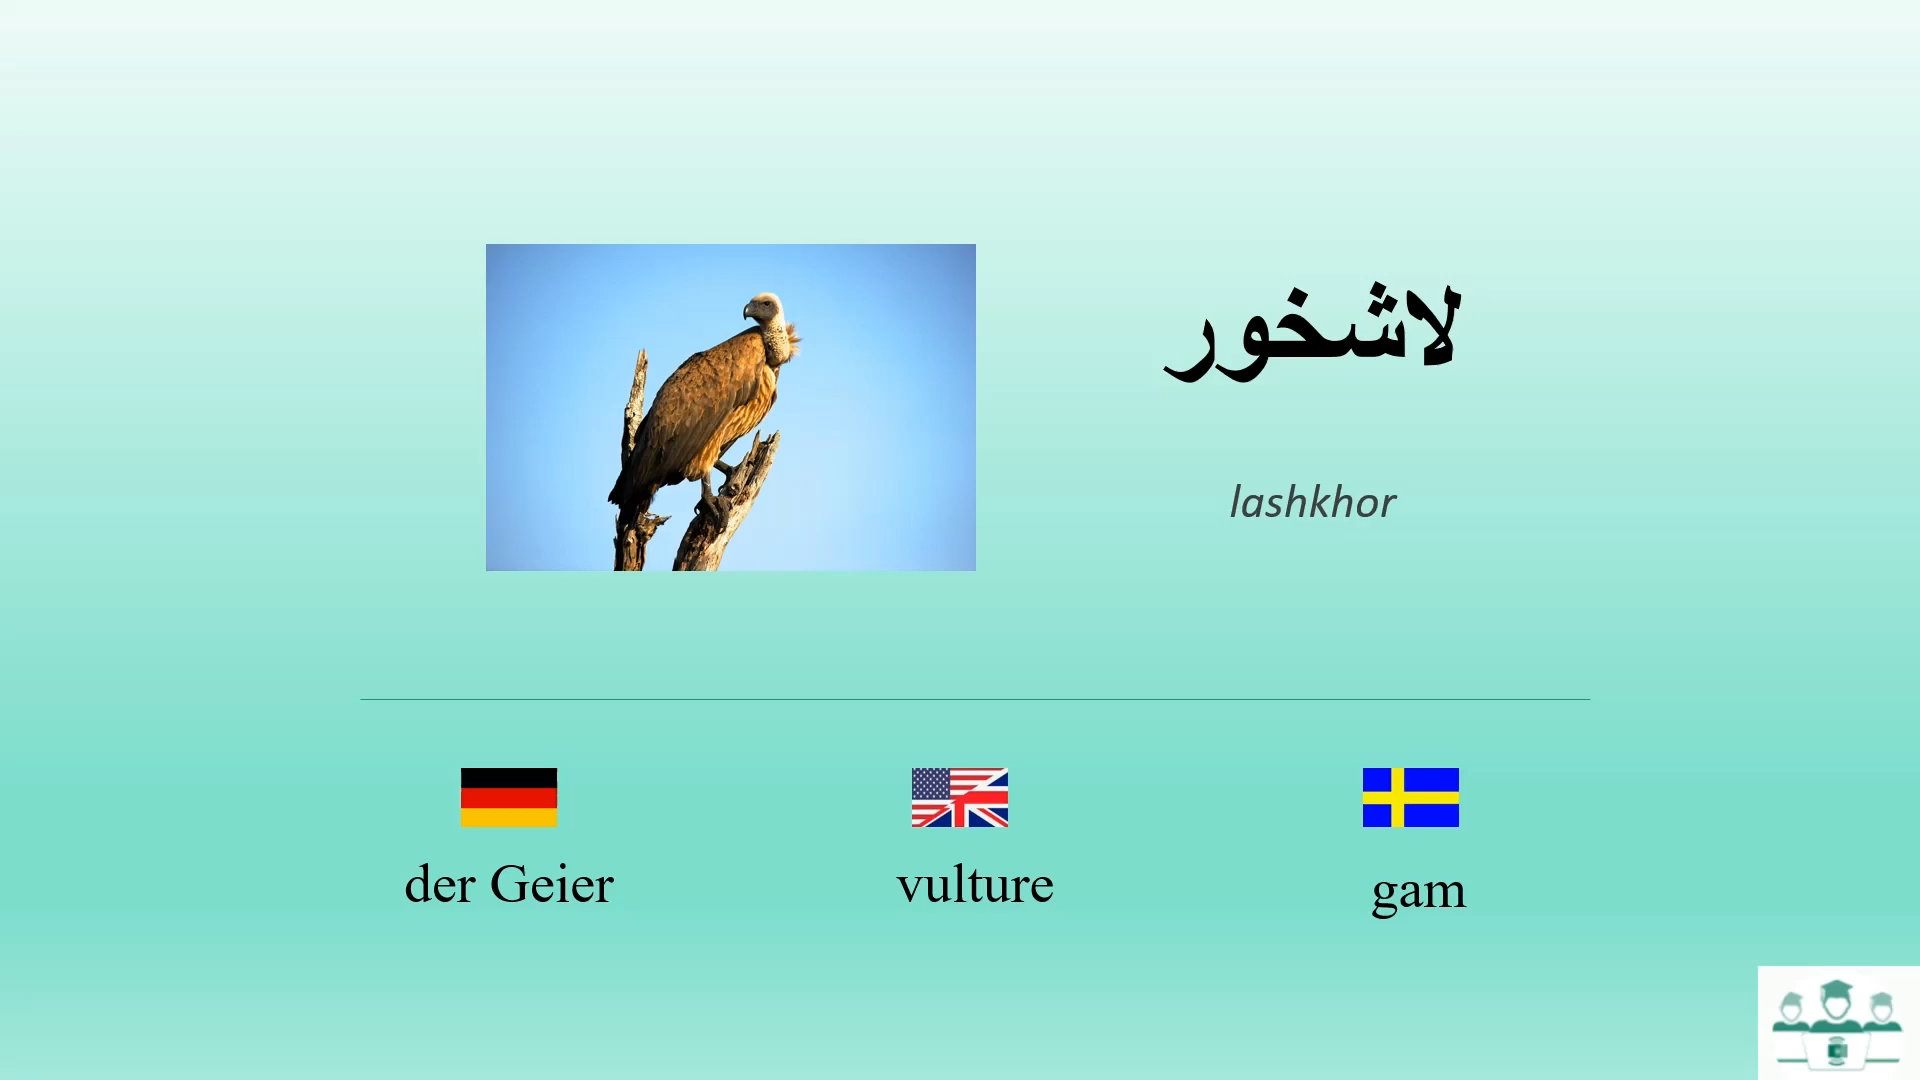 لاشخور
lashkhor
der Geier
vulture
gam